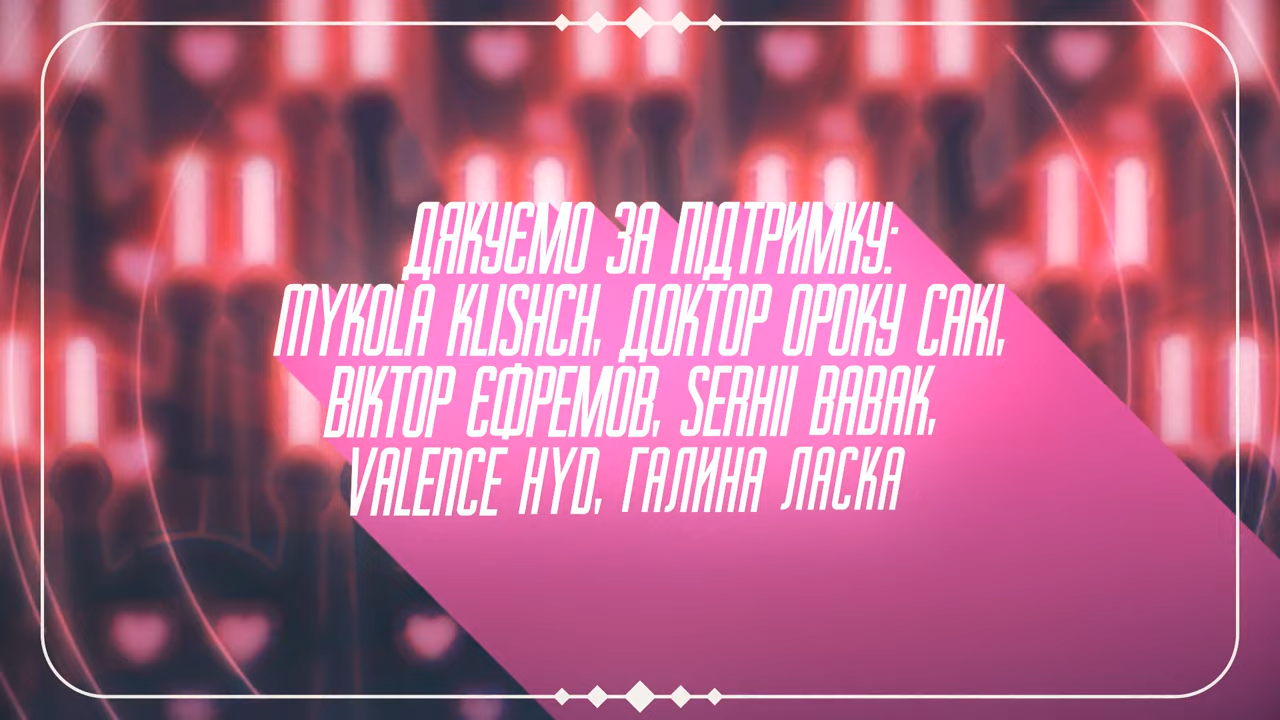 ДЯКУЄМО ЗА ПІДТРИМКУ:
MYKOLA KLISHCH, ДОКТОР ОРОКУ САКІ,
ВІКТОР ЄФРЕМОВ, SERHII BABAK,
VALENCE HYD, ГАЛИНА ЛАСКА